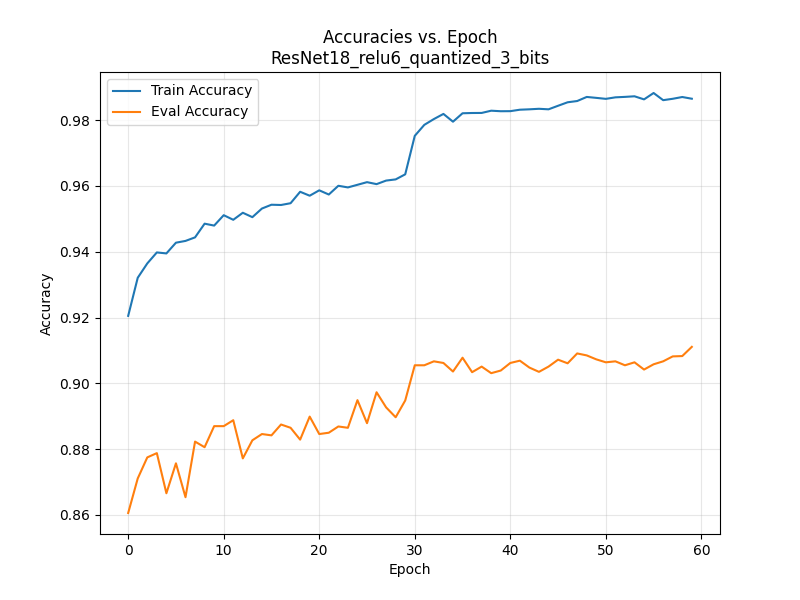 Accuracies vs. Epoch
ResNet18_relu6_quantized_3_bits
Train Accuracy
Eval Accuracy
Accuracy
0.98
0.96
0.94
0.92
0.90
0.88
0.86
0 10 20 30 40 50 60
Epoch